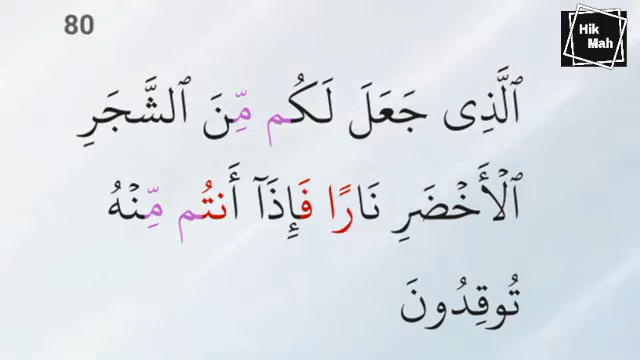 80
Hik
Mah
ٱلَّذِى جَعَلَ لَكُم مِّنَ ٱلشَّجَرِ
ٱلْأَخْضَرِ نَارًا فَإِذَآ أَنتُم مِّنْهُ
تُوقِدُونَ